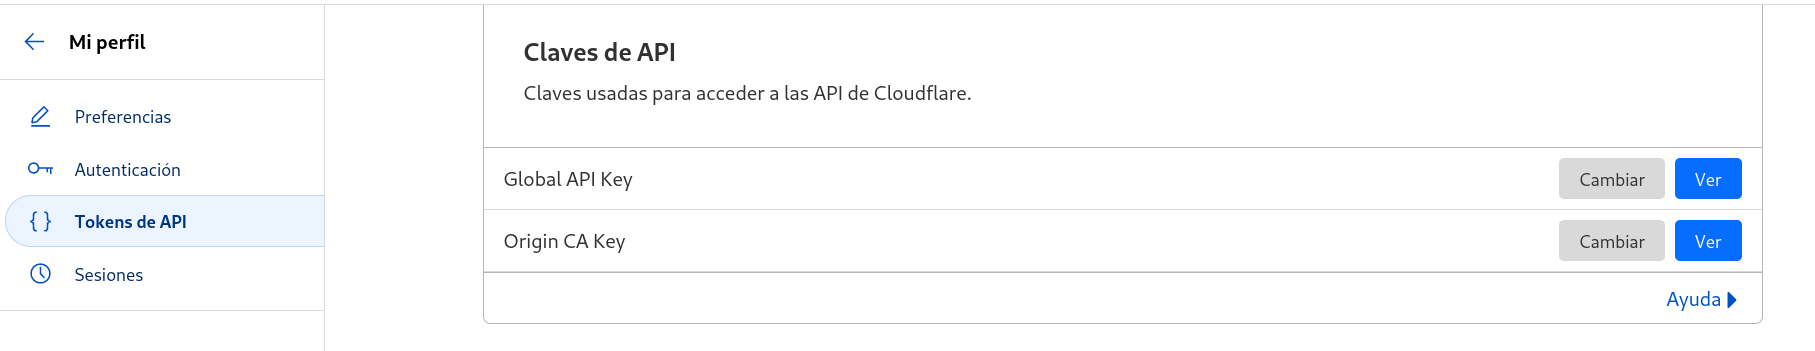 Mi perfil
Preferencias
Autenticación
Tokens de API
Sesiones
Claves de API
Claves usadas para acceder a las API de Cloudflare.
Global API Key
Cambiar
Ver
Origin CA Key
Cambiar
Ver
Ayuda